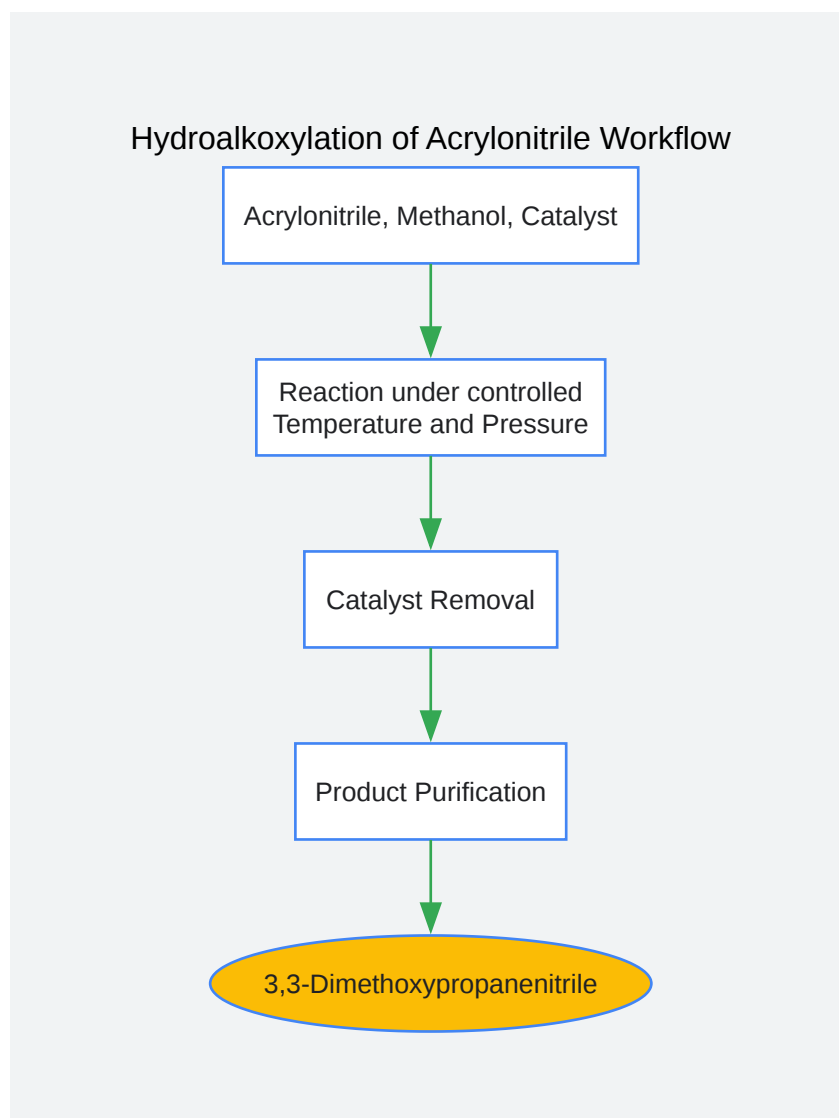 Hydroalkoxylation of Acrylonitrile Workflow
Acrylonitrile, Methanol, Catalyst
Reaction under controlled
Temperature and Pressure
Catalyst Removal
Product Purification
3,3-Dimethoxypropanenitrile